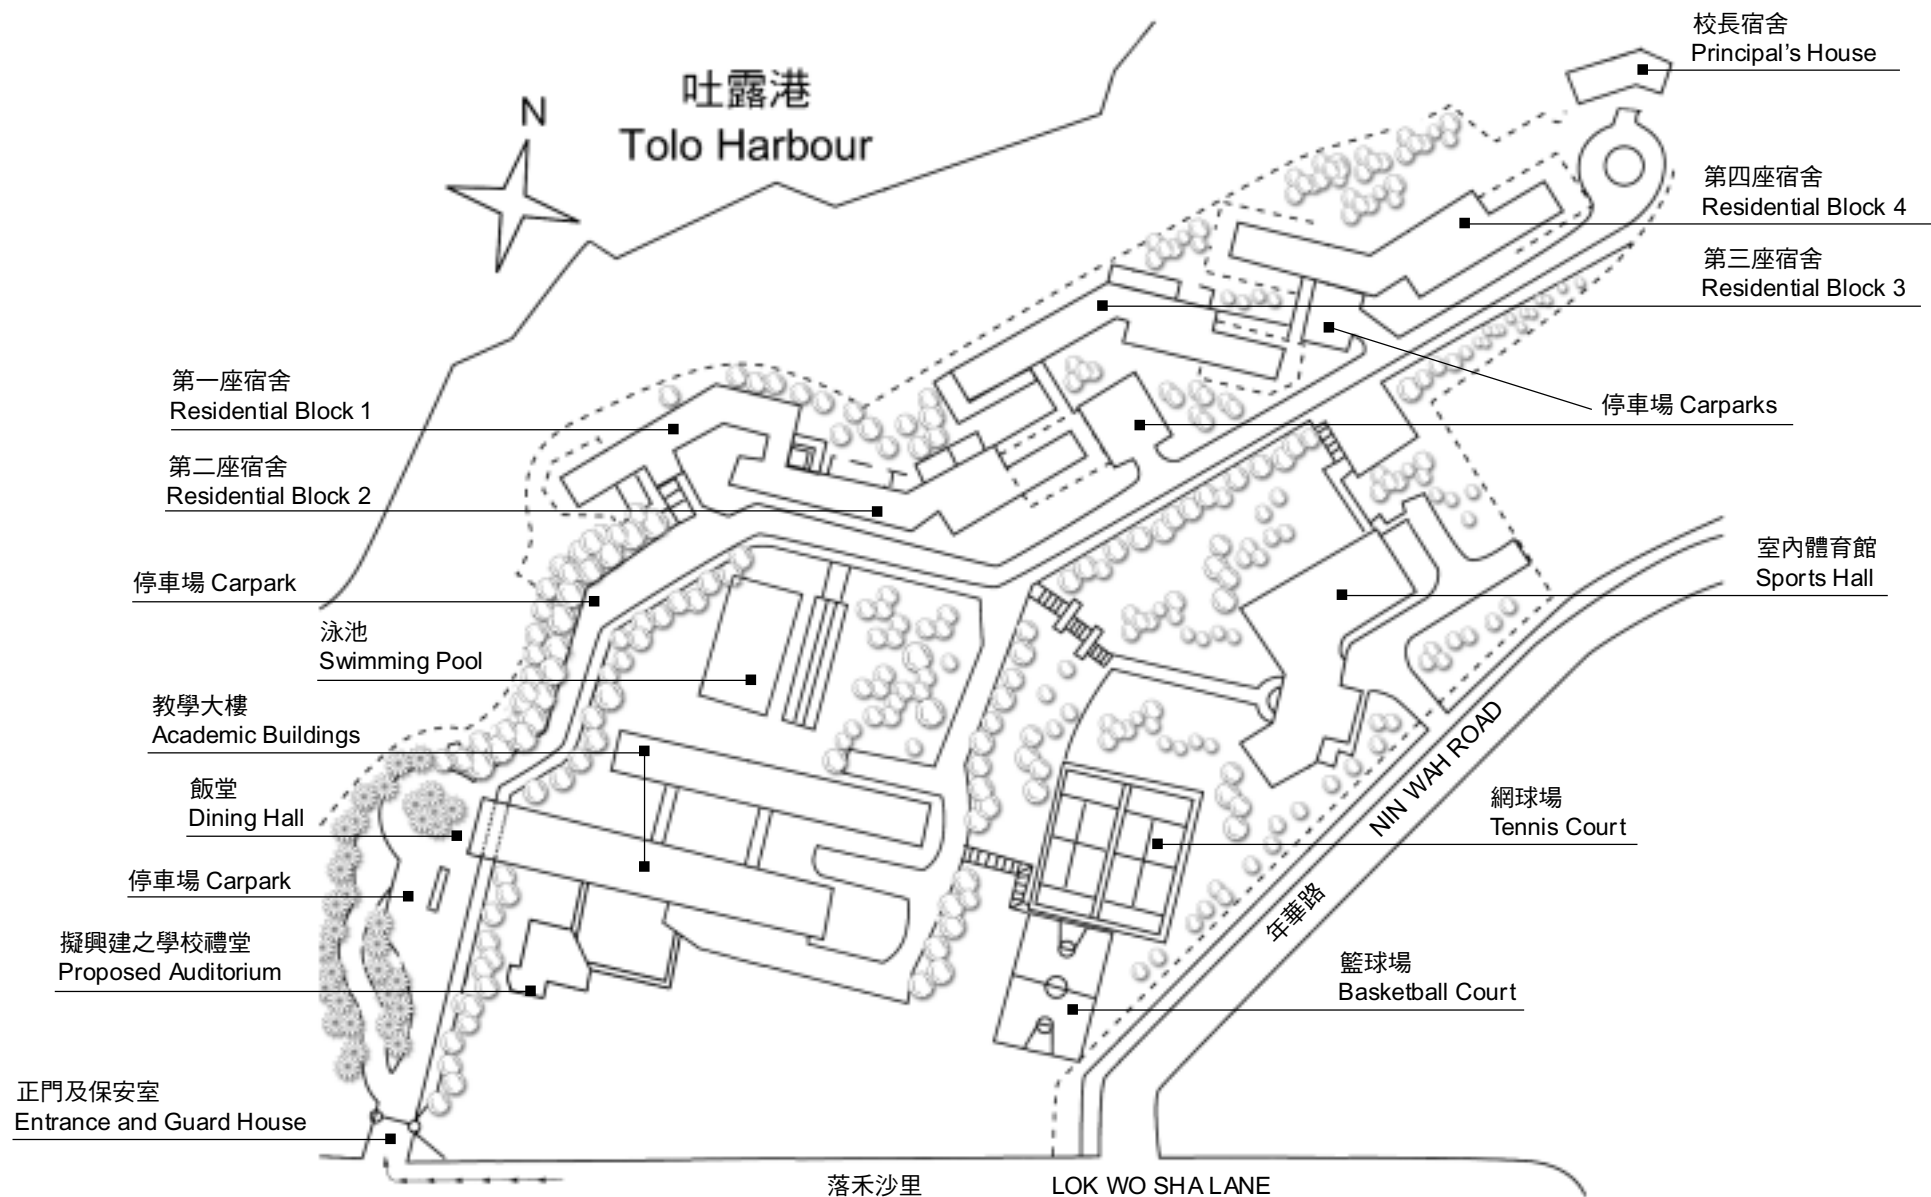 吐露港
Tolo Harbour
N
校長宿舍
Principal's House
第四座宿舍
Residential Block 4
第三座宿舍
Residential Block 3
停車場 Carparks
第一座宿舍
Residential Block 1
第二座宿舍
Residential Block 2
停車場 Carpark
泳池
Swimming Pool
教學大樓
Academic Buildings
飯堂
Dining Hall
停車場 Carpark
擬興建之學校禮堂
Proposed Auditorium
正門及保安室
Entrance and Guard House
室內體育館
Sports Hall
NIN WAH ROAD
年華路
網球場
Tennis Court
籃球場
Basketball Court
落禾沙里 LOK WO SHA LANE